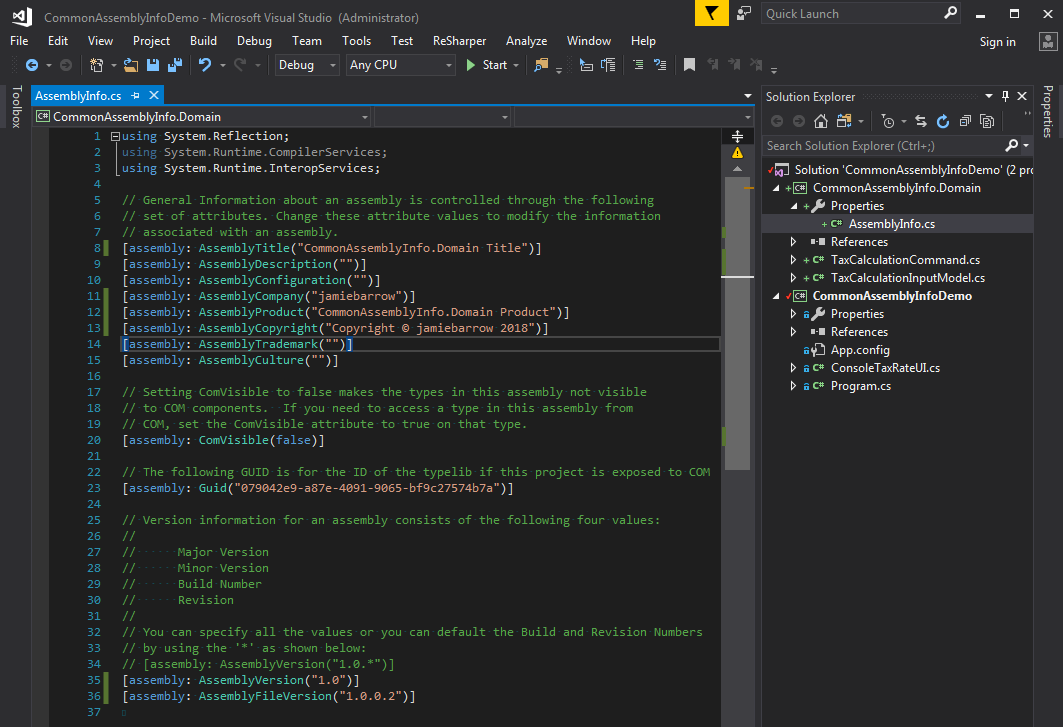 CommonAssemblyInfoDemo - Microsoft Visual Studio (Administrator)
Quick Launch
File Edit View Project Build Debug Team Tools Test ReSharper Analyze Window Help
Sign in
Debug Any CPU Start
Toolbox
AssemblyInfo.cs
CommonAssemblyInfo.Domain
1 using System.Reflection;
2 using System.Runtime.CompilerServices;
3 using System.Runtime.InteropServices;
4
5 // General Information about an assembly is controlled through the following
6 // set of attributes. Change these attribute values to modify the information
7 // associated with an assembly.
8 [assembly: AssemblyTitle("CommonAssemblyInfo.Domain Title")]
9 [assembly: AssemblyDescription("")]
10 [assembly: AssemblyConfiguration("")]
11 [assembly: AssemblyCompany("jamiebarrow")]
12 [assembly: AssemblyProduct("CommonAssemblyInfo.Domain Product")]
13 [assembly: AssemblyCopyright("Copyright © jamiebarrow 2018")]
14 [assembly: AssemblyTrademark("")]
15 [assembly: AssemblyCulture("")]
16
17 // Setting ComVisible to false makes the types in this assembly not visible
18 // to COM components.  If you need to access a type in this assembly from
19 // COM, set the ComVisible attribute to true on that type.
20 [assembly: ComVisible(false)]
21
22 // The following GUID is for the ID of the typelib if this project is exposed to COM
23 [assembly: Guid("079042e9-a87e-4091-9065-bf9c27574b7a")]
24
25 // Version information for an assembly consists of the following four values:
26 //
27 //      Major Version
28 //      Minor Version
29 //      Build Number
30 //      Revision
31 //
32 // You can specify all the values or you can default the Build and Revision Numbers
33 // by using the '*' as shown below:
34 // [assembly: AssemblyVersion("1.0.*")]
35 [assembly: AssemblyVersion("1.0")]
36 [assembly: AssemblyFileVersion("1.0.0.2")]
37
Solution Explorer
Search Solution Explorer (Ctrl+;)
Solution 'CommonAssemblyInfoDemo' (2 pro
C# CommonAssemblyInfo.Domain
Properties
C# AssemblyInfo.cs
References
C# TaxCalculationCommand.cs
C# TaxCalculationInputModel.cs
C# CommonAssemblyInfoDemo
Properties
References
App.config
C# ConsoleTaxRateUI.cs
C# Program.cs
Properties